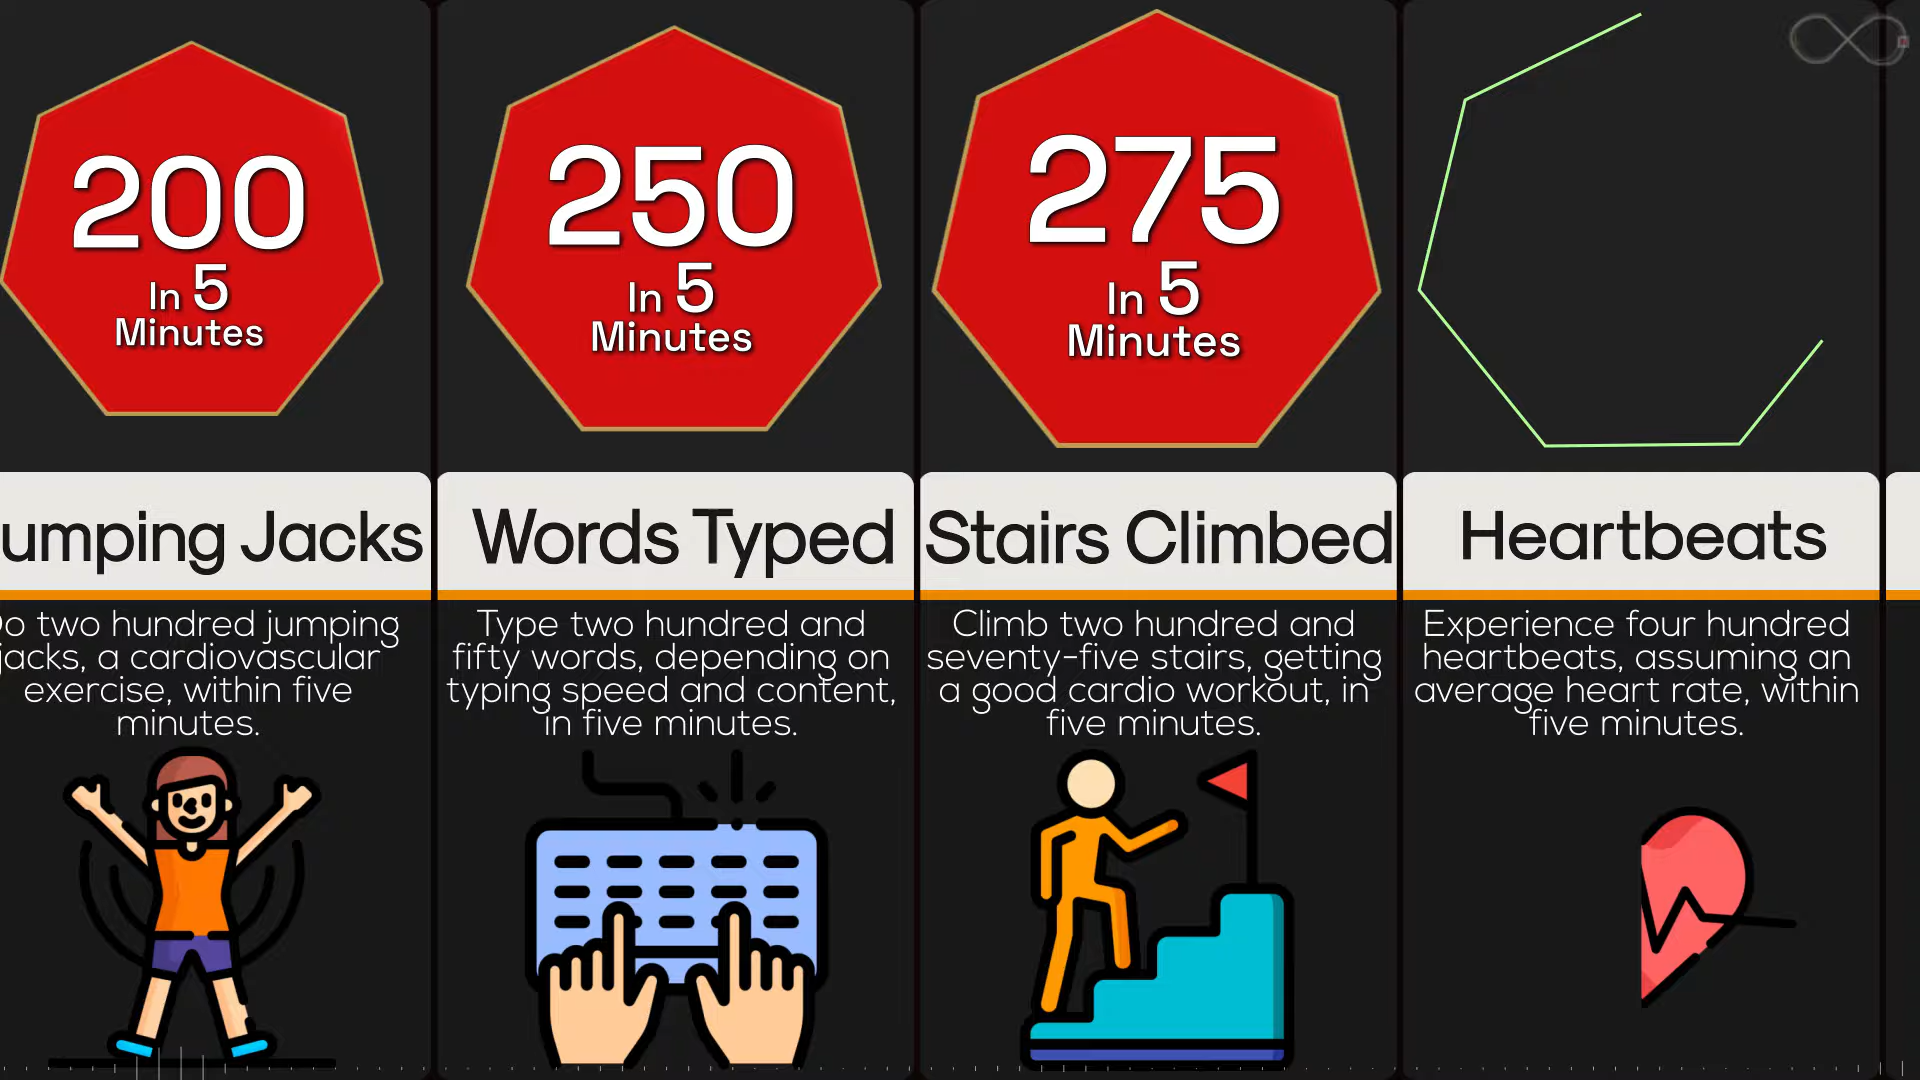 200
In 5
Minutes
umping Jacks
o two hundred jumping
jacks, a cardiovascular
exercise, within five
minutes.
250
In 5
Minutes
Words Typed
Type two hundred and
fifty words, depending on
typing speed and content,
in five minutes.
275
In 5
Minutes
Stairs Climbed
Climb two hundred and
seventy-five stairs, getting
a good cardio workout, in
five minutes.
Heartbeats
Experience four hundred
heartbeats, assuming an
average heart rate, within
five minutes.